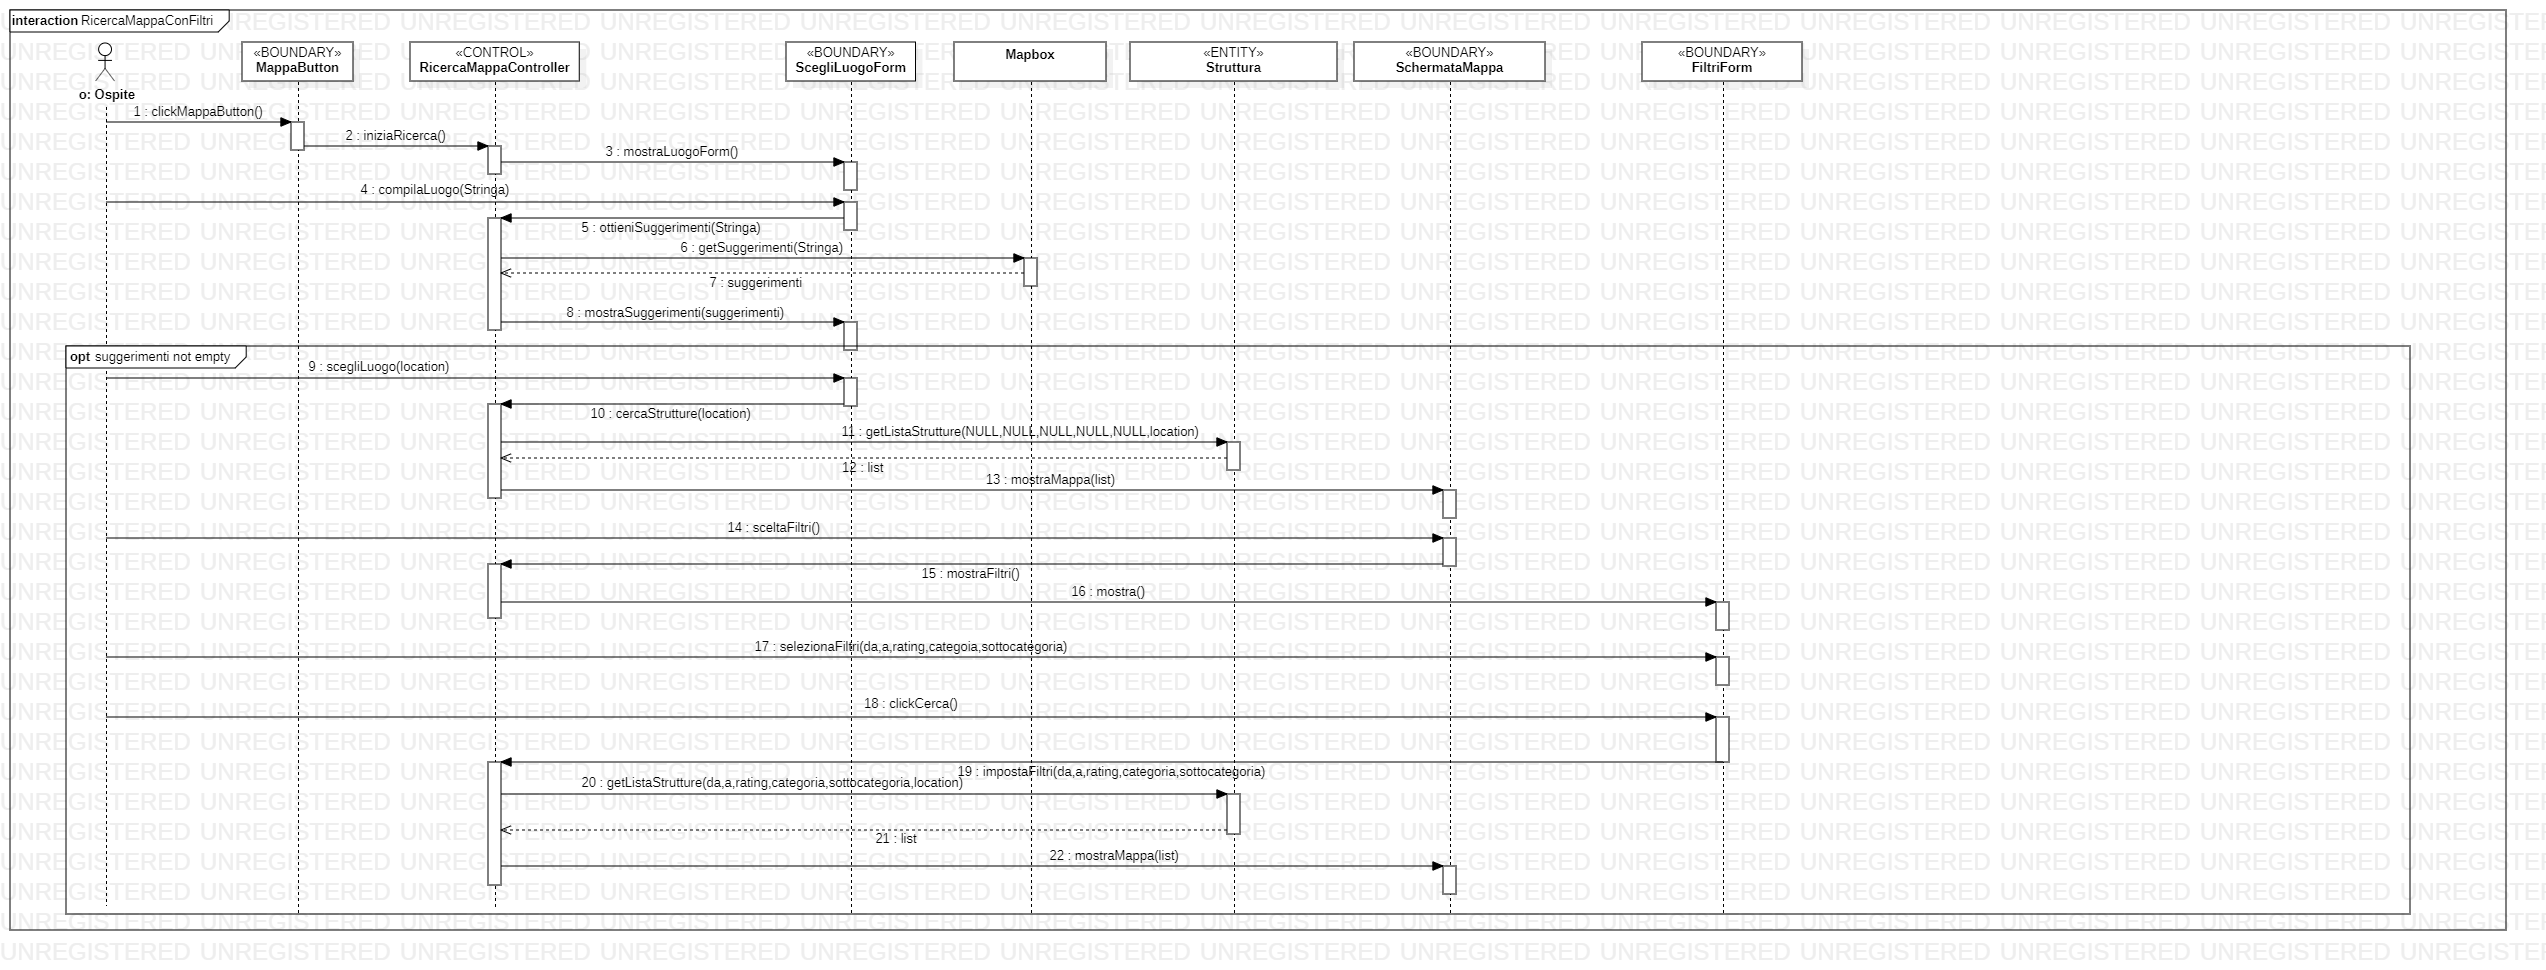 interaction RicercaMappaConFiltri
o: Ospite
«BOUNDARY»
MappaButton
«CONTROL»
RicercaMappaController
«BOUNDARY»
ScegliLuogoForm
Mapbox
«ENTITY»
Struttura
«BOUNDARY»
SchermataMappa
«BOUNDARY»
FiltriForm
1 : clickMappaButton()
2 : iniziaRicerca()
3 : mostraLuogoForm()
4 : compilaLuogo(Stringa)
5 : ottieniSuggerimenti(Stringa)
6 : getSuggerimenti(Stringa)
7 : suggerimenti
8 : mostraSuggerimenti(suggerimenti)
opt suggerimenti not empty
9 : scegliLuogo(location)
10 : cercaStrutture(location)
11 : getListaStrutture(NULL,NULL,NULL,NULL,NULL,location)
12 : list
13 : mostraMappa(list)
14 : sceltaFiltri()
15 : mostraFiltri()
16 : mostra()
17 : selezionaFiltri(da,a,rating,categoia,sottocategoria)
18 : clickCerca()
19 : impostaFiltri(da,a,rating,categoria,sottocategoria)
20 : getListaStrutture(da,a,rating,categoria,sottocategoria,location)
21 : list
22 : mostraMappa(list)
UNREGISTERED